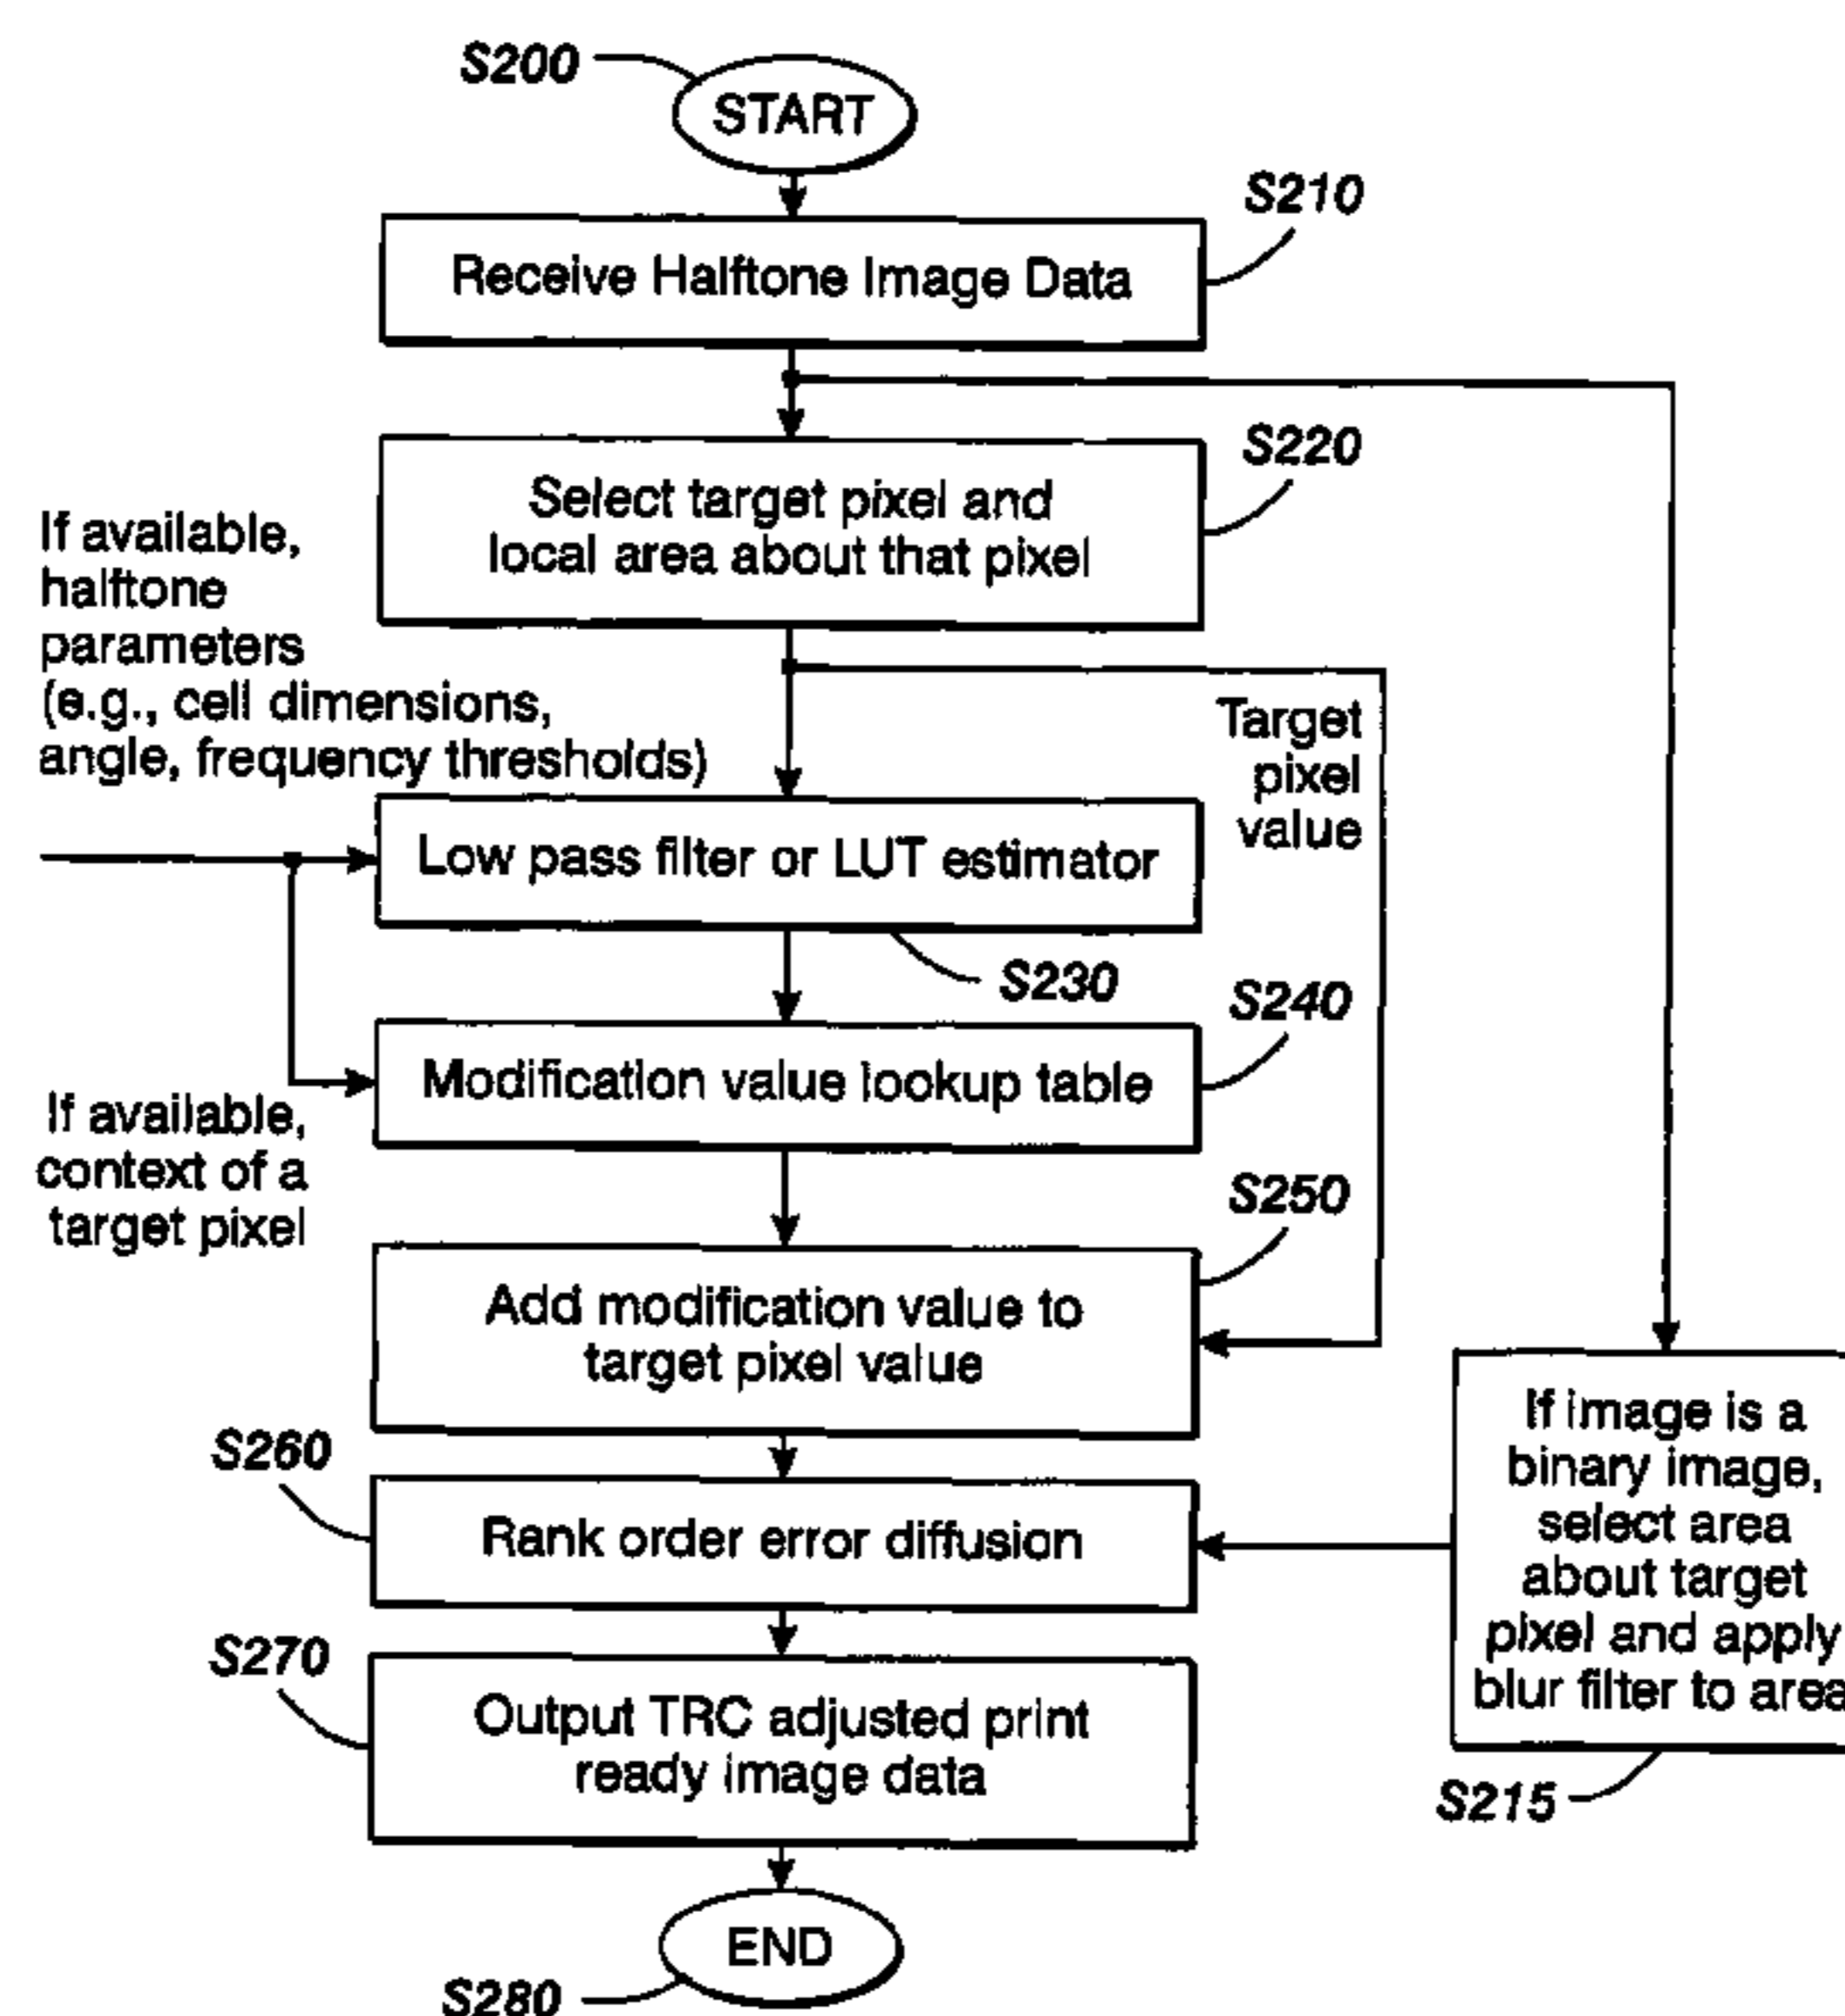 S200
START
S210
Receive Halftone Image Data
S220
Select target pixel and
local area about that pixel
If available,
halftone
parameters
(e.g., cell dimensions,
angle, frequency thresholds)
Target
pixel
value
Low pass filter or LUT estimator
S230
S240
Modification value lookup table
If available,
context of a
target pixel
S250
Add modification value to
target pixel value
If image is a
binary image,
select area
about target
pixel and apply
blur filter to area
S215
S260
Rank order error diffusion
S270
Output TRC adjusted print
ready image data
END
S280